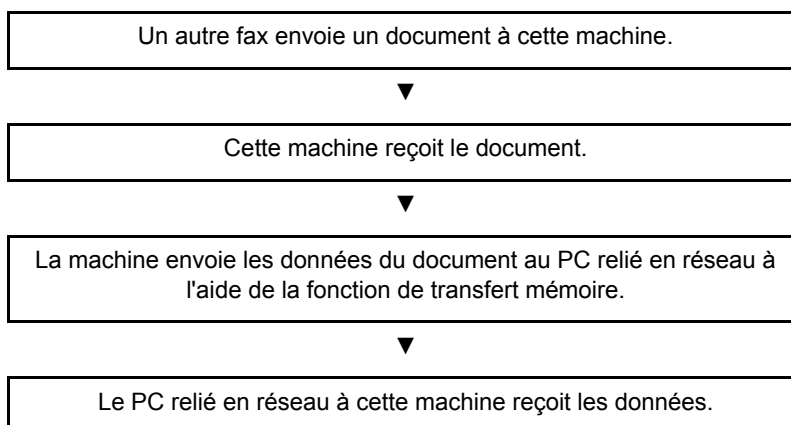 Un autre fax envoie un document à cette machine.
▼
Cette machine reçoit le document.
▼
La machine envoie les données du document au PC relié en réseau à
l'aide de la fonction de transfert mémoire.
▼
Le PC relié en réseau à cette machine reçoit les données.